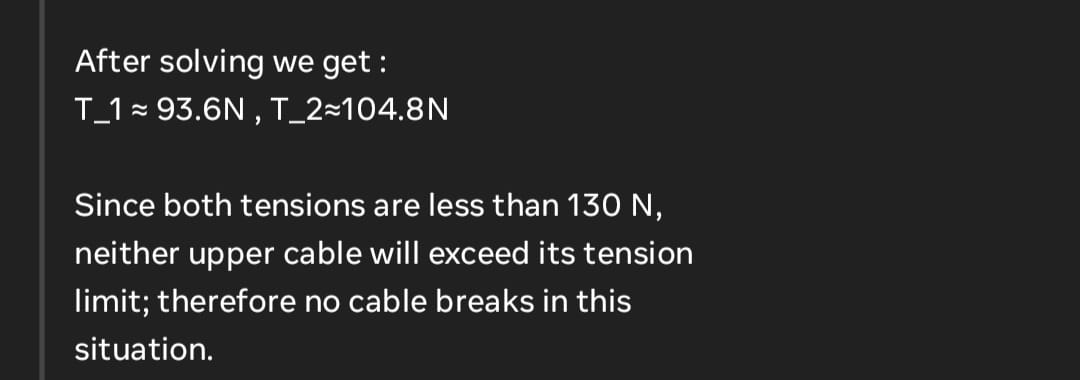 After solving we get :
T_1 ≈ 93.6N , T_2≈104.8N
Since both tensions are less than 130 N,
neither upper cable will exceed its tension
limit; therefore no cable breaks in this
situation.